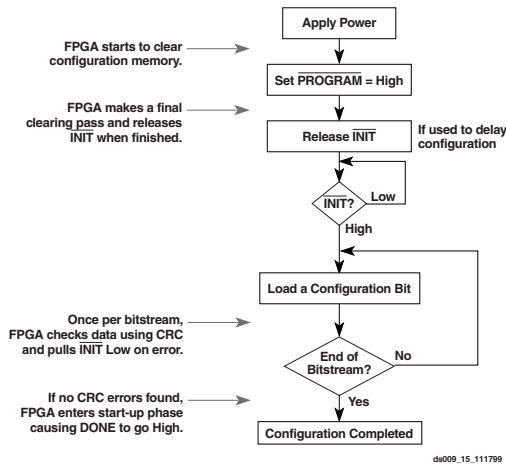 Apply Power
FPGA starts to clear
configuration memory.
Set PROGRAM = High
FPGA makes a final
clearing pass and releases
INIT when finished.
Release INIT
If used to delay
configuration
INIT?
Low
High
Load a Configuration Bit
Once per bitstream,
FPGA checks data using CRC
and pulls INIT Low on error.
End of
Bitstream?
No
Yes
If no CRC errors found,
FPGA enters start-up phase
causing DONE to go High.
Configuration Completed
ds009_15_111799